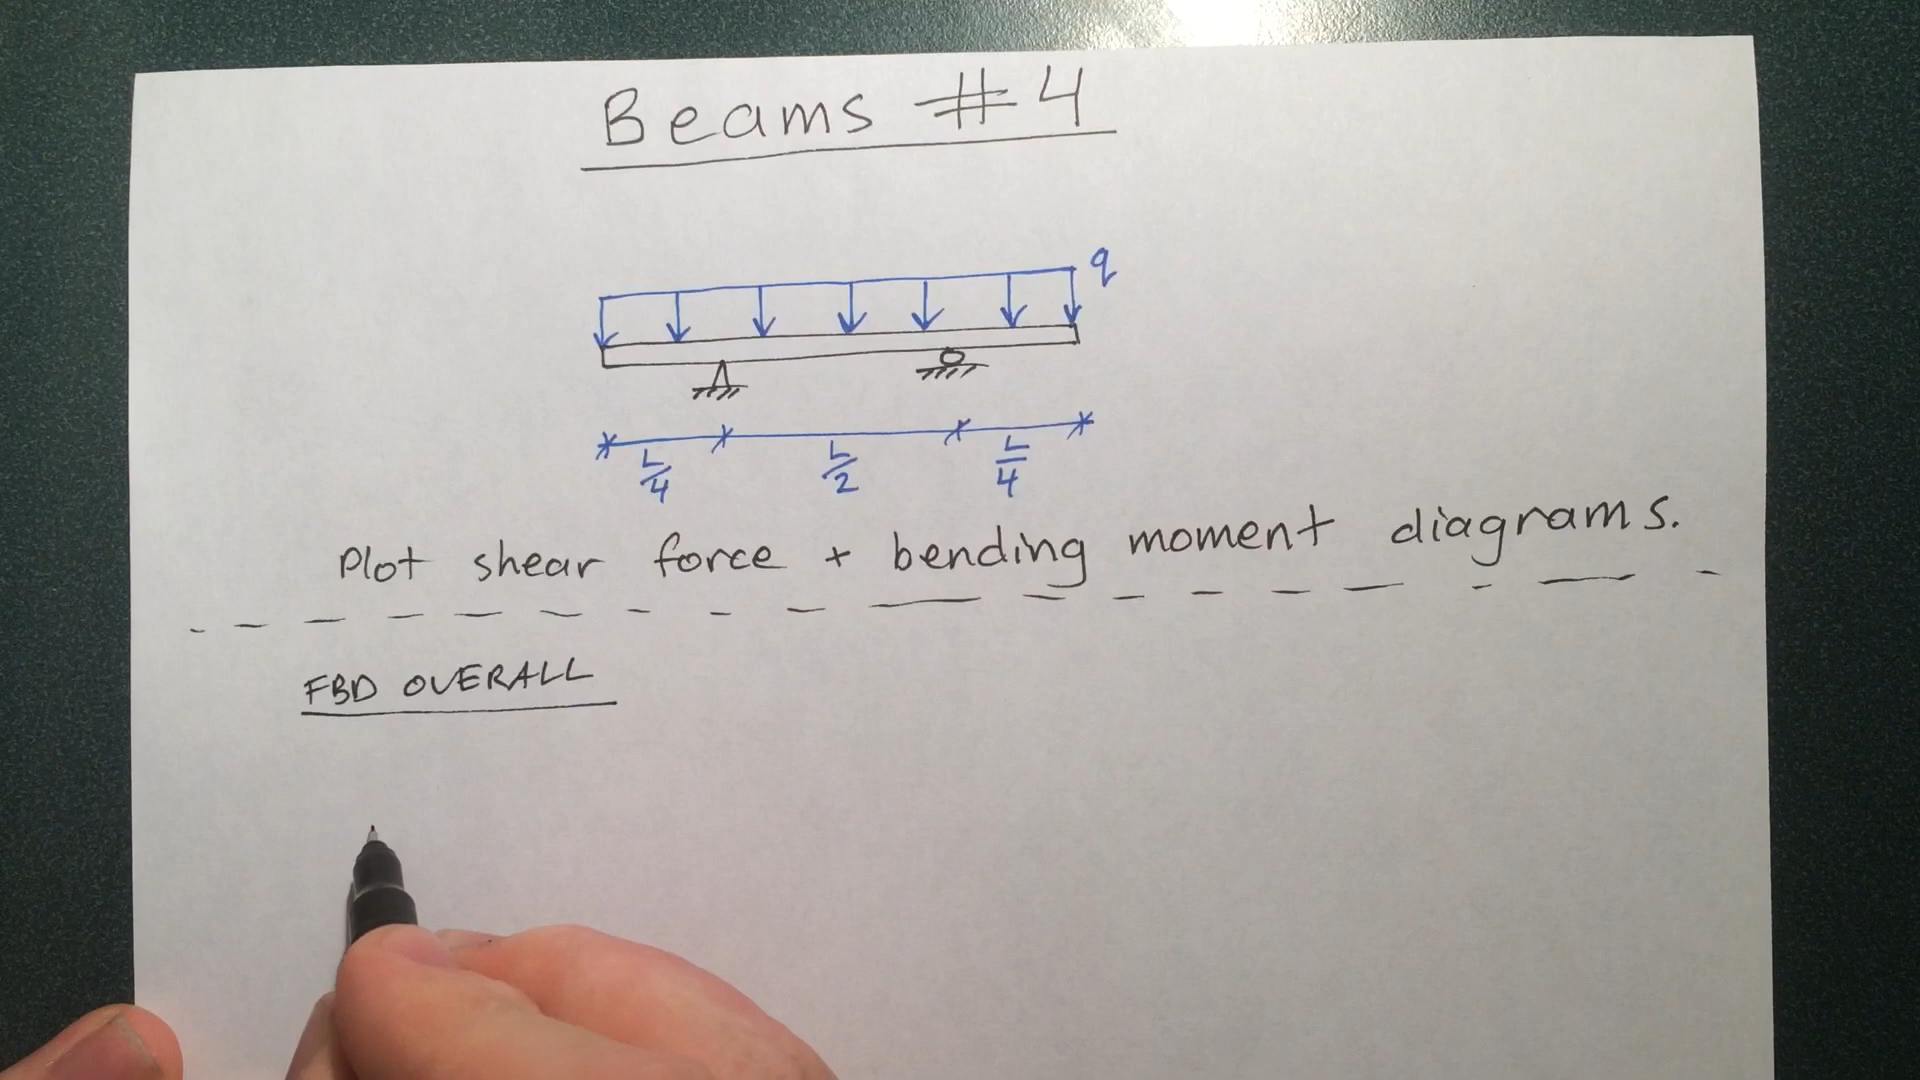 Beams #4
q
L/4 L/2 L/4
Plot shear force + bending moment diagrams.
FBD OVERALL